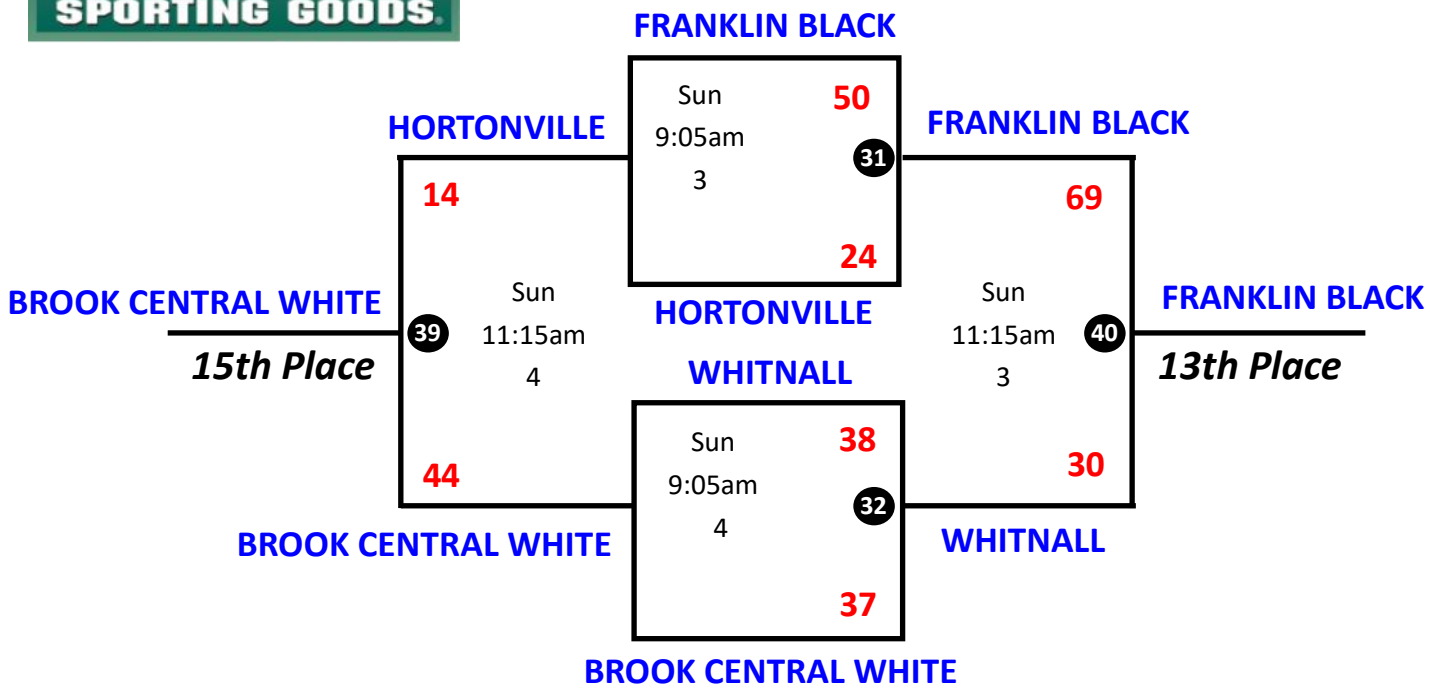 SPORTING GOODS.
FRANKLIN BLACK
Sun
9:05am
3
50
31
24
HORTONVILLE
HORTONVILLE
FRANKLIN BLACK
14
69
BROOK CENTRAL WHITE
15th Place
39
Sun
11:15am
4
Sun
11:15am
3
40
FRANKLIN BLACK
13th Place
WHITNALL
Sun
9:05am
4
38
32
37
BROOK CENTRAL WHITE
44
30
BROOK CENTRAL WHITE
WHITNALL